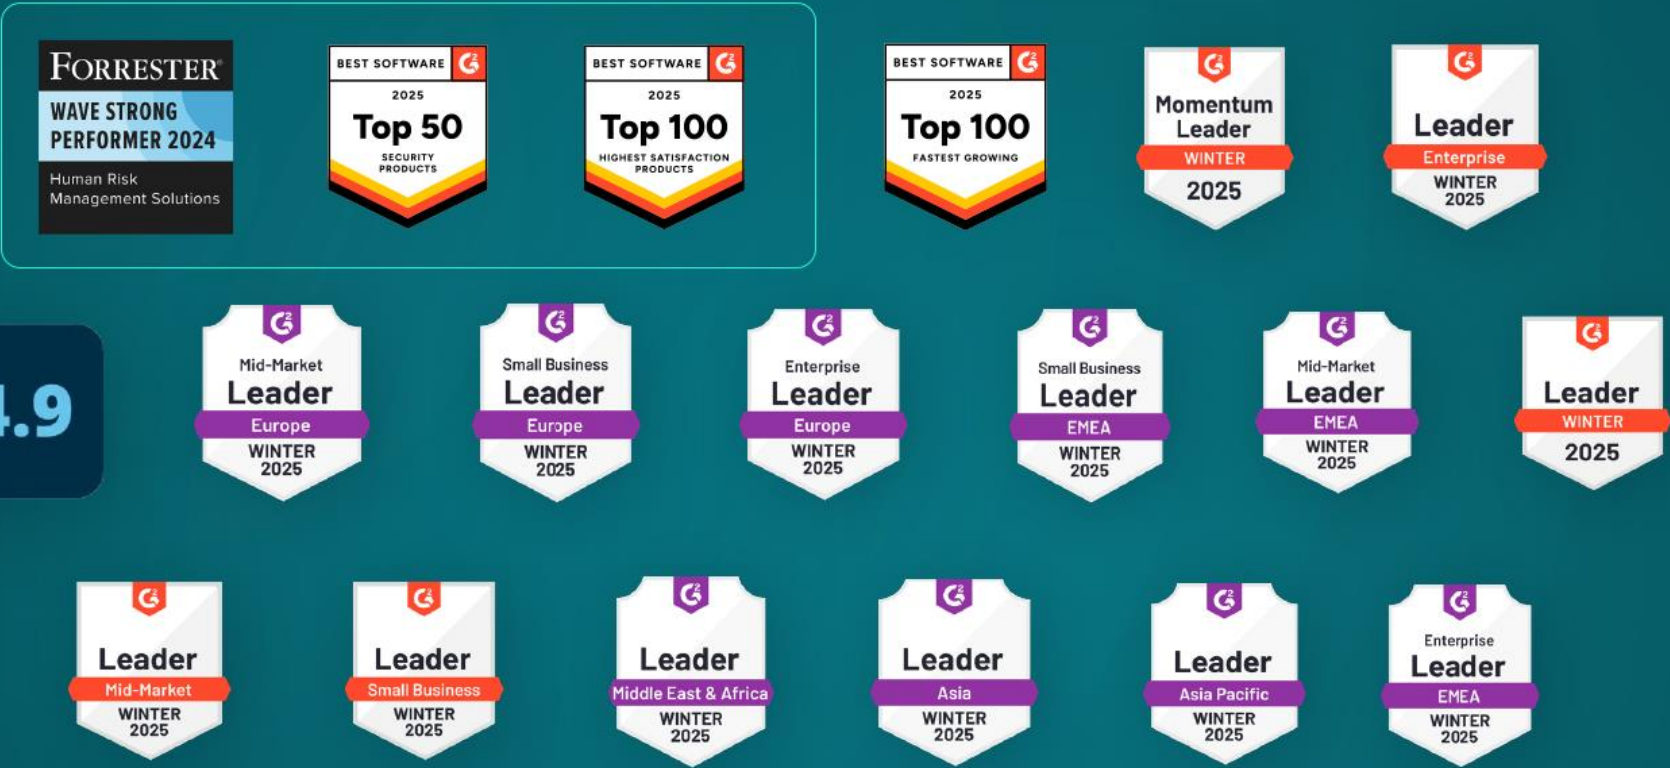 FORRESTER®
WAVE STRONG
PERFORMER 2024
Human Risk
Management Solutions
BEST SOFTWARE
2025
Top 50
SECURITY
PRODUCTS
BEST SOFTWARE
2025
Top 100
HIGHEST SATISFACTION
PRODUCTS
BEST SOFTWARE
2025
Top 100
FASTEST GROWING
Momentum
Leader
WINTER
2025
Leader
Enterprise
WINTER
2025
.9
Mid-Market
Leader
Europe
WINTER
2025
Small Business
Leader
Europe
WINTER
2025
Enterprise
Leader
Europe
WINTER
2025
Small Business
Leader
EMEA
WINTER
2025
Mid-Market
Leader
EMEA
WINTER
2025
Leader
WINTER
2025
Leader
Mid-Market
WINTER
2025
Leader
Small Business
WINTER
2025
Leader
Middle East & Africa
WINTER
2025
Leader
Asia
WINTER
2025
Leader
Asia Pacific
WINTER
2025
Enterprise
Leader
EMEA
WINTER
2025